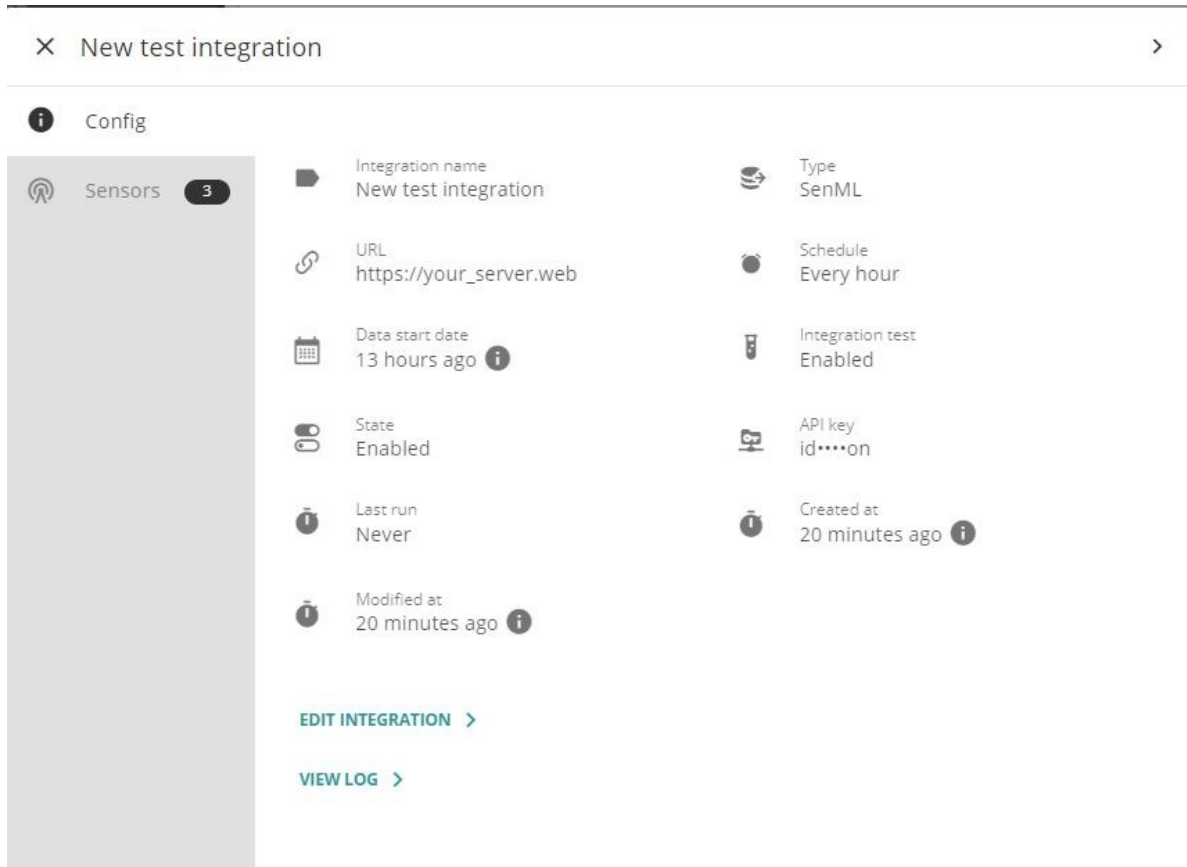 New test integration
Config
Sensors 3
Integration name
New test integration
Type
SenML
URL
https://your_server.web
Schedule
Every hour
Data start date
13 hours ago
Integration test
Enabled
State
Enabled
API key
id••••on
Last run
Never
Created at
20 minutes ago
Modified at
20 minutes ago
EDIT INTEGRATION
VIEW LOG